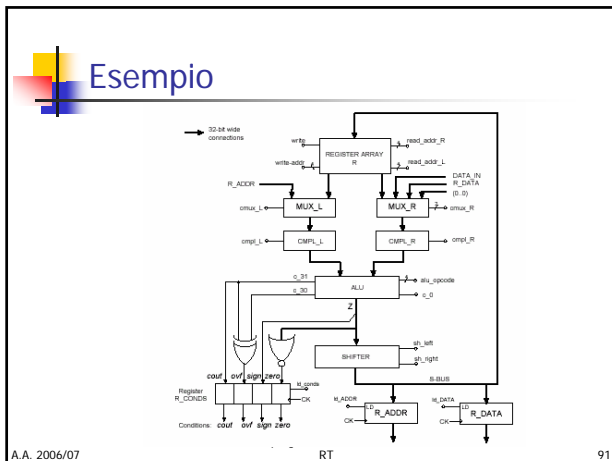 Esempio
32-bit wide
connections
write
read_addr_R
REGISTER ARRAY
R
write-addr
read_addr_L
DATA_IN
R_ADDR
R_DATA
(0..0)
MUX_L
MUX_R
cmux_L
cmux_R
CMPL_L
CMPL_R
cmpl_L
cmpl_R
c_31
ALU
alu_opcode
c_30
c_0
Z
sh_left
SHIFTER
sh_right
cout ovf sign zero
S-BUS
Register
R_CONDS
ld_conds
CK
ld_ADDR
LD
R_ADDR
CK
ld_DATA
LD
R_DATA
CK
Conditions: cout ovf sign zero
A.A. 2006/07
RT
91